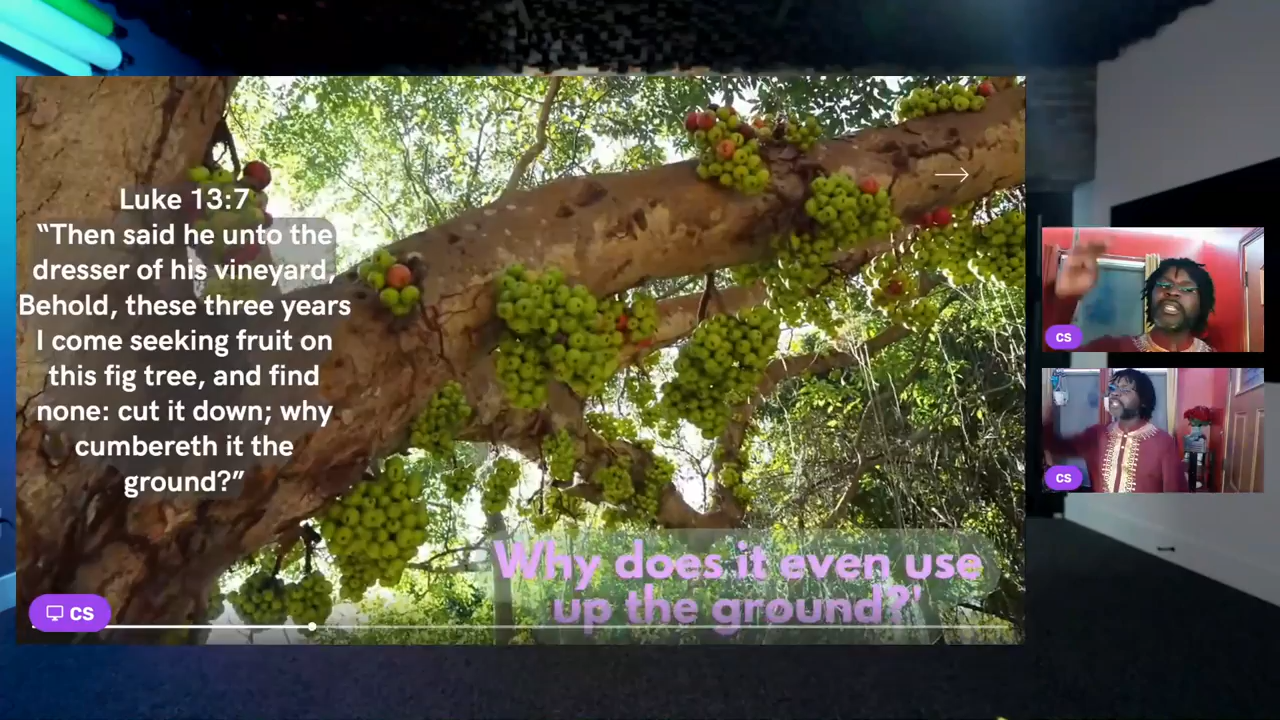 Luke 13:7
“Then said he unto the
dresser of his vineyard,
Behold, these three years
I come seeking fruit on
this fig tree, and find
none: cut it down; why
cumbereth it the
ground?”
Why does it even use
up the ground?'
CS
CS
CS